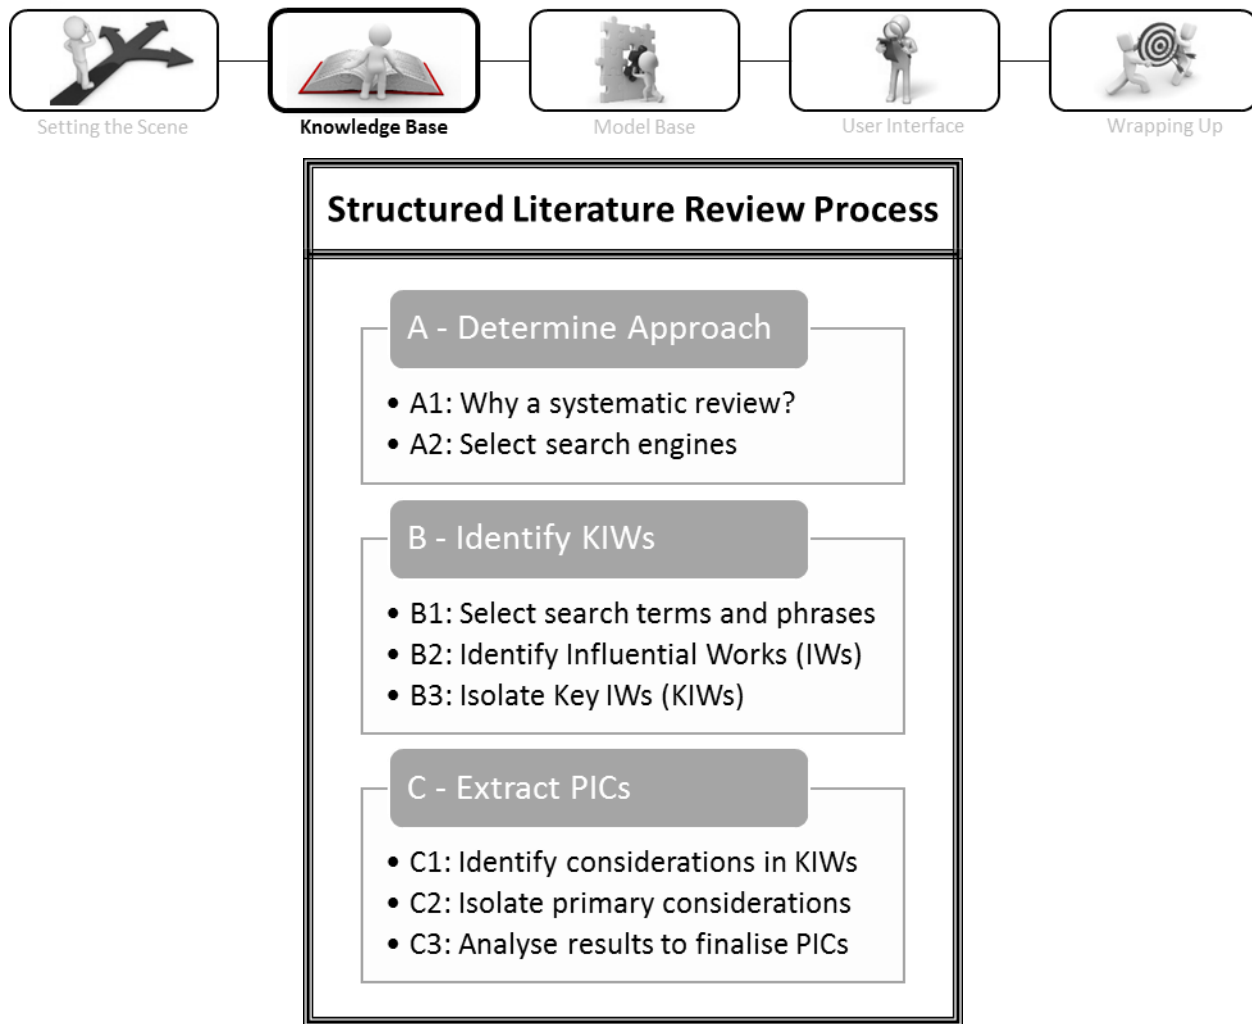 Setting the Scene
Knowledge Base
Model Base
User Interface
Wrapping Up
Structured Literature Review Process
A - Determine Approach
• A1: Why a systematic review?
• A2: Select search engines
B - Identify KIWs
• B1: Select search terms and phrases
• B2: Identify Influential Works (IWs)
• B3: Isolate Key IWs (KIWs)
C - Extract PICs
• C1: Identify considerations in KIWs
• C2: Isolate primary considerations
• C3: Analyse results to finalise PICs